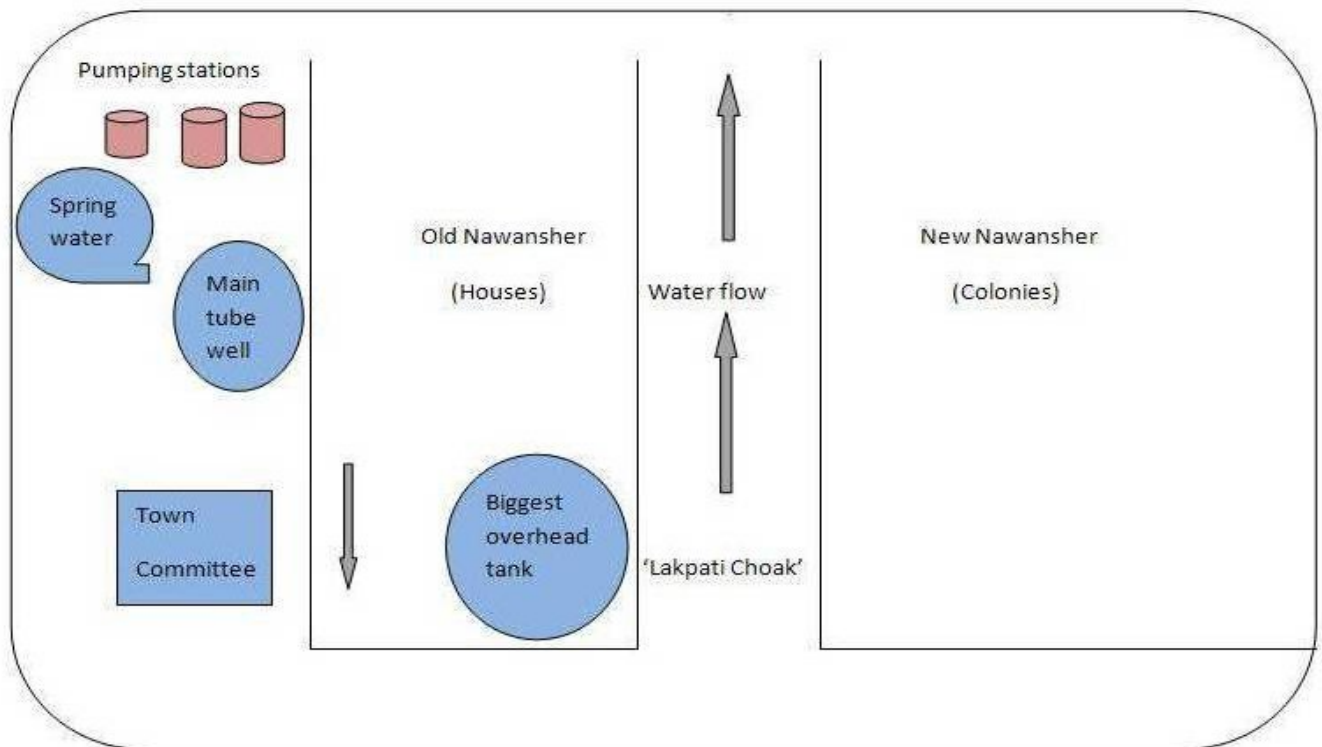 Pumping stations
Spring
water
Main
tube
well
Town
Committee
Old Nawansher
(Houses)
Biggest
overhead
tank
Water flow
‘Lakpati Choak’
New Nawansher
(Colonies)